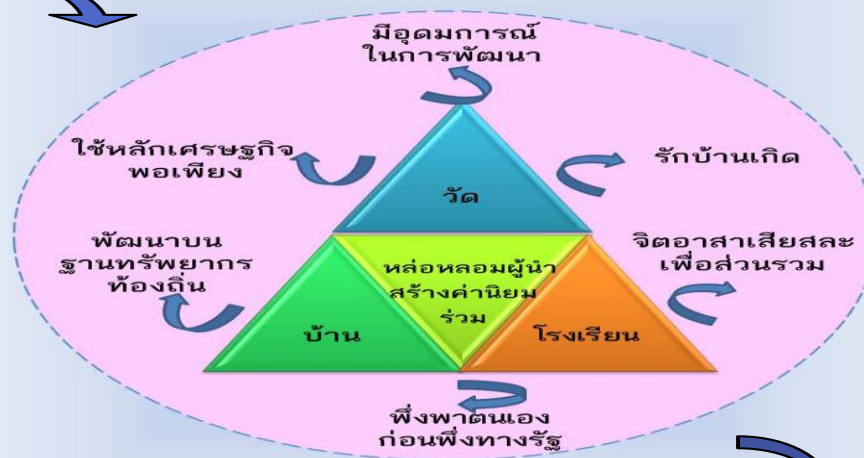 มีอุดมการณ์
ในการพัฒนา
ใช้หลักเศรษฐกิจ
พอเพียง
รักบ้านเกิด
วัด
พัฒนาบน
ฐานทรัพยากร
ท้องถิ่น
จิตอาสาเสียสละ
เพื่อส่วนรวม
หล่อหลอมผู้นำ
สร้างค่านิยม
ร่วม
บ้าน
โรงเรียน
พึ่งพาตนเอง
ก่อนพึ่งทางรัฐ